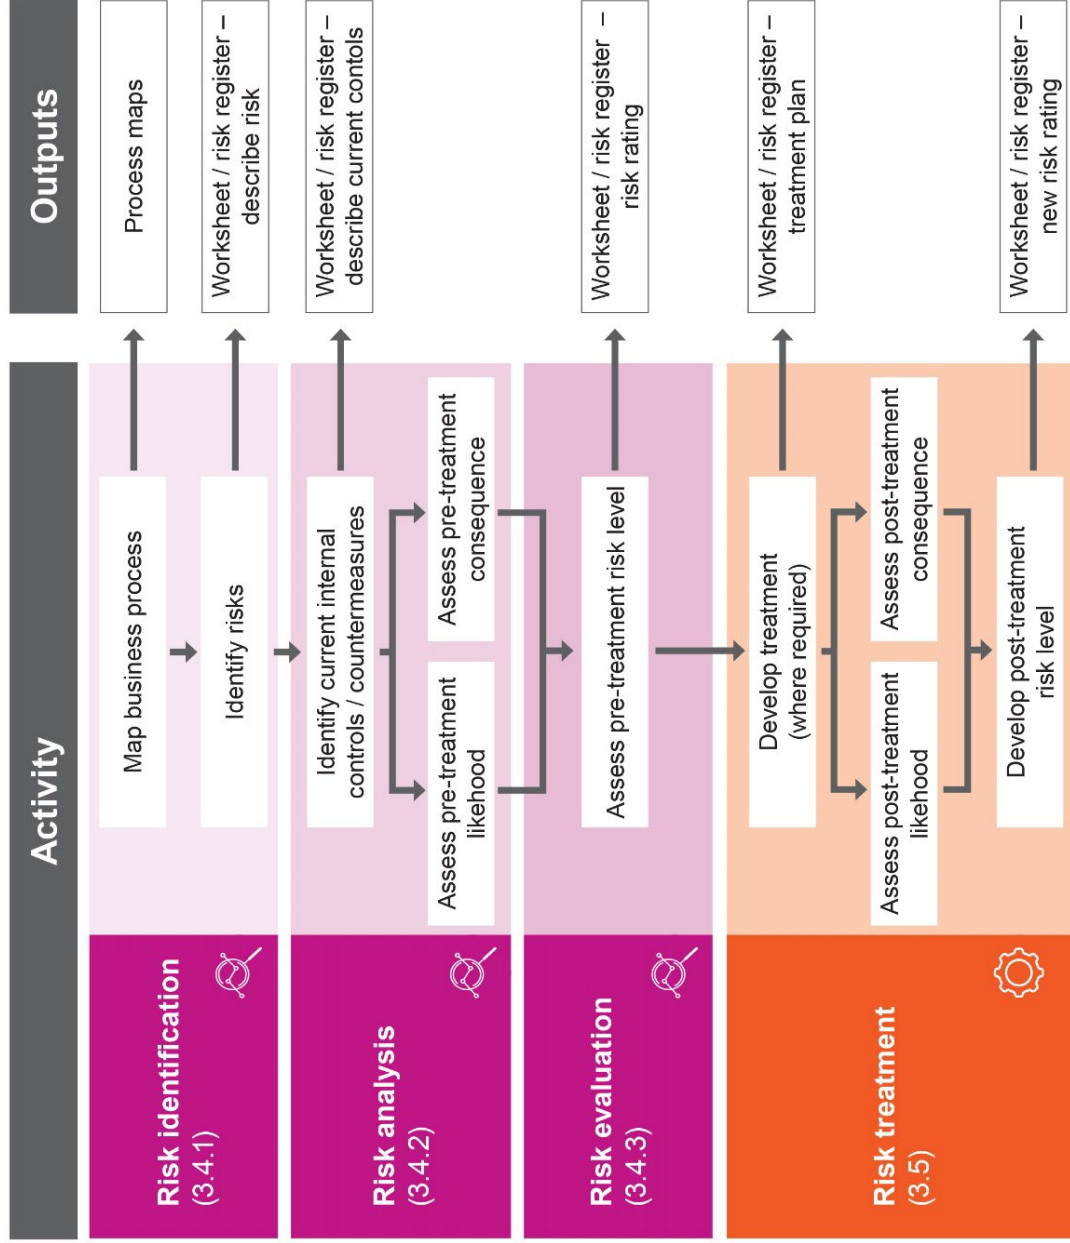 Activity
Outputs
Risk identification
(3.4.1)
Map business process
Process maps
Identify risks
Worksheet / risk register –
describe risk
Risk analysis
(3.4.2)
Identify current internal
controls / countermeasures
Worksheet / risk register –
describe current contols
Assess pre-treatment
likehood
Assess pre-treatment
consequence
Risk evaluation
(3.4.3)
Assess pre-treatment risk level
Worksheet / risk register –
risk rating
Risk treatment
(3.5)
Develop treatment
(where required)
Worksheet / risk register –
treatment plan
Assess post-treatment
likehood
Assess post-treatment
consequence
Develop post-treatment
risk level
Worksheet / risk register –
new risk rating